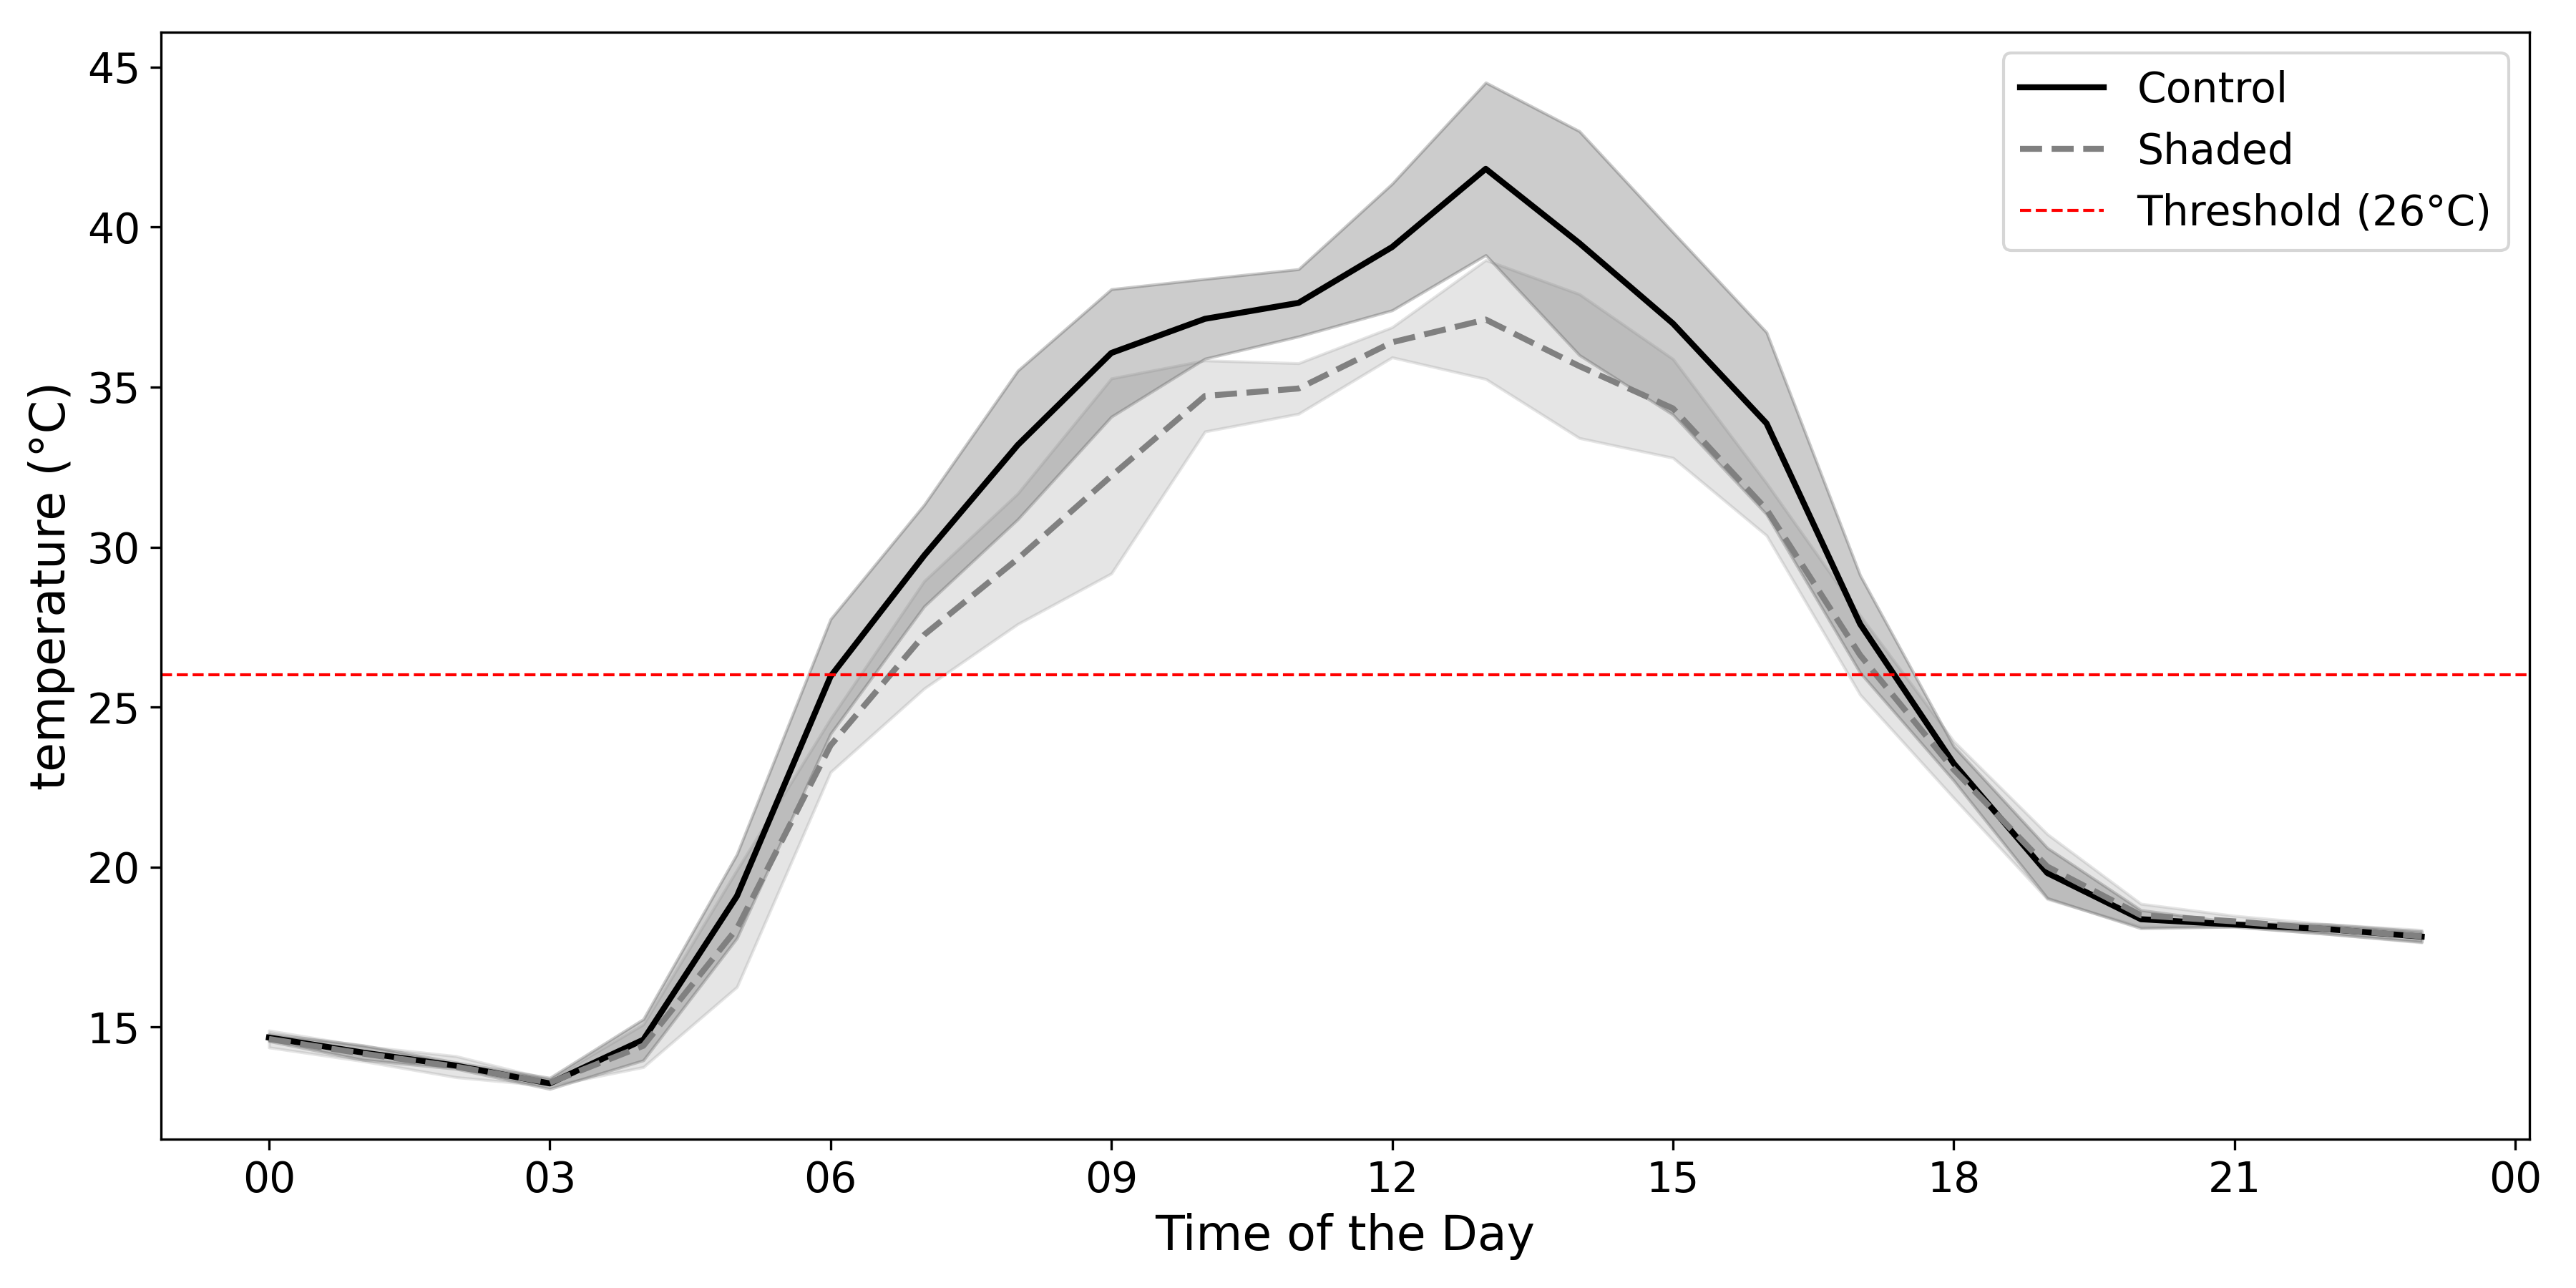 45
40
35
30
25
20
15
temperature (°C)
Control
Shaded
Threshold (26°C)
00 03 06 09 12 15 18 21 00
Time of the Day